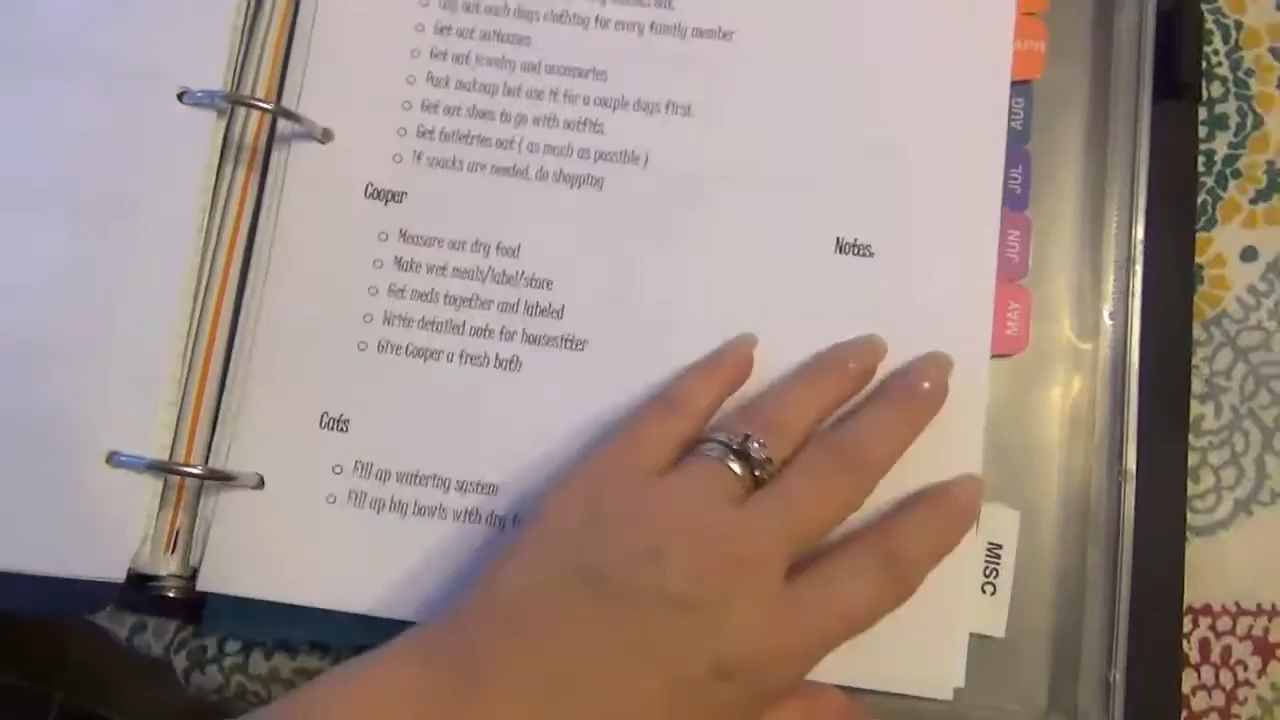 out each days clothing for every family member
Get out suitcases
Get out jewelry and accesories
Pack makeup but use it for a couple days first.
Get out shoes to go with outfits.
Get toiletries out ( as much as possible )
If snacks are needed, do shopping
Cooper
Measure out dry food
Make wet meals/label/store
Get meds together and labeled
Write detailed note for housesitter
Give Cooper a fresh bath
Notes:
Cats
Fill up watering system
Fill up big bowls with dry
APR
AUG
JUL
JUN
MAY
MISC